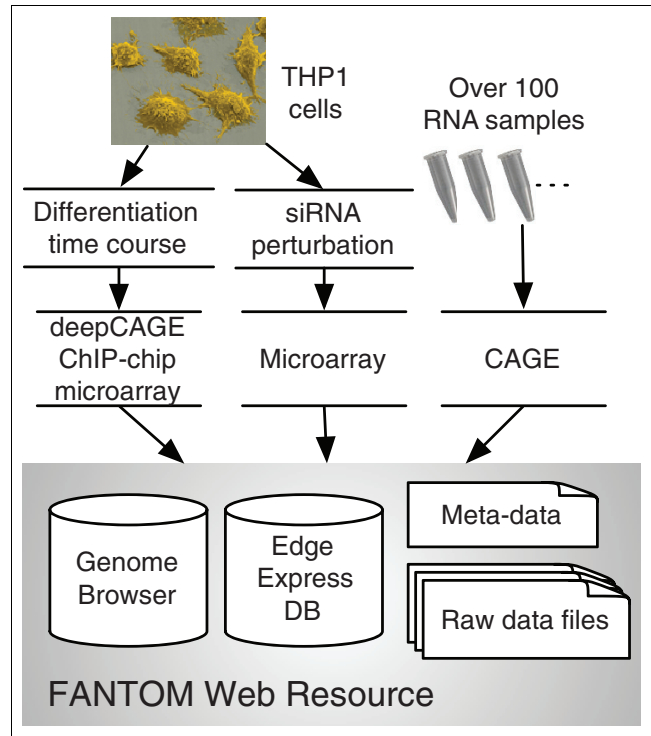 THP1
cells
Over 100
RNA samples
Differentiation
time course
siRNA
perturbation
deepCAGE
ChIP-chip
microarray
Microarray
CAGE
Genome
Browser
Edge
Express
DB
Meta-data
Raw data files
FANTOM Web Resource